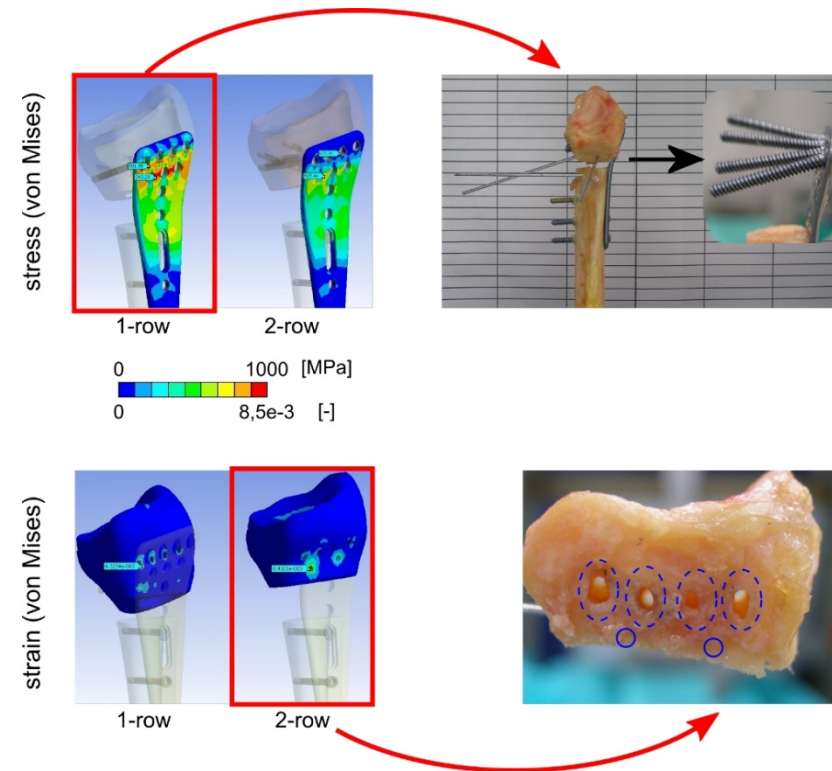 stress (von Mises)
1-row
2-row
0
1000
[MPa]
0
8,5e-3
[-]
strain (von Mises)
1-row
2-row